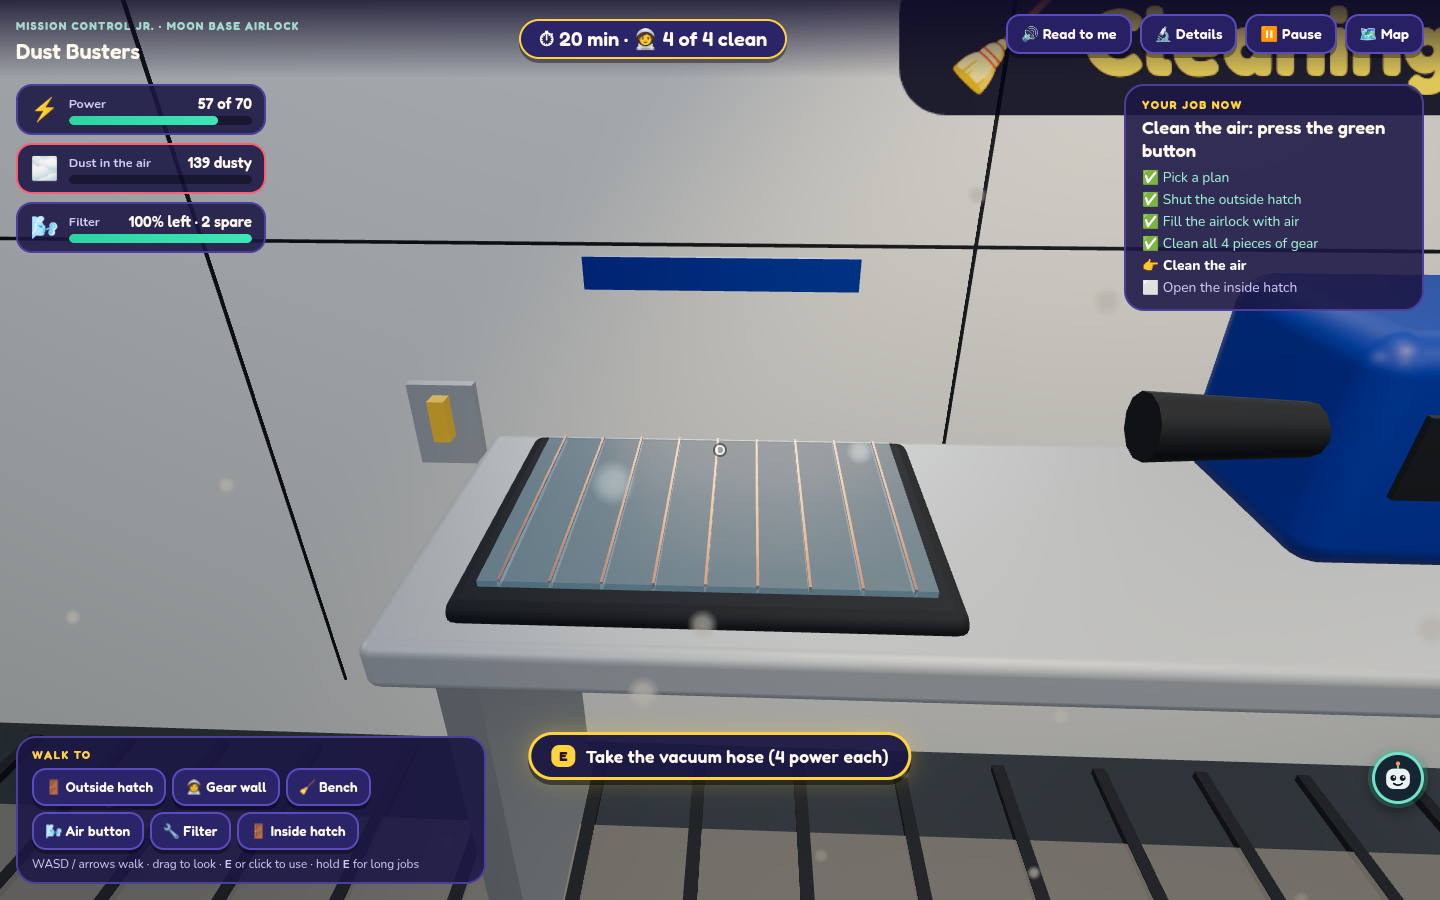 MISSION CONTROL JR. · MOON BASE AIRLOCK
Dust Busters
20 min · 4 of 4 clean
Cleaning
Read to me
Details
Pause
Map
Power 57 of 70
Dust in the air 139 dusty
Filter 100% left · 2 spare
YOUR JOB NOW
Clean the air: press the green
button
Pick a plan
Shut the outside hatch
Fill the airlock with air
Clean all 4 pieces of gear
Clean the air
Open the inside hatch
E Take the vacuum hose (4 power each)
WALK TO
Outside hatch
Gear wall
Bench
Air button
Filter
Inside hatch
WASD / arrows walk · drag to look · E or click to use · hold E for long jobs